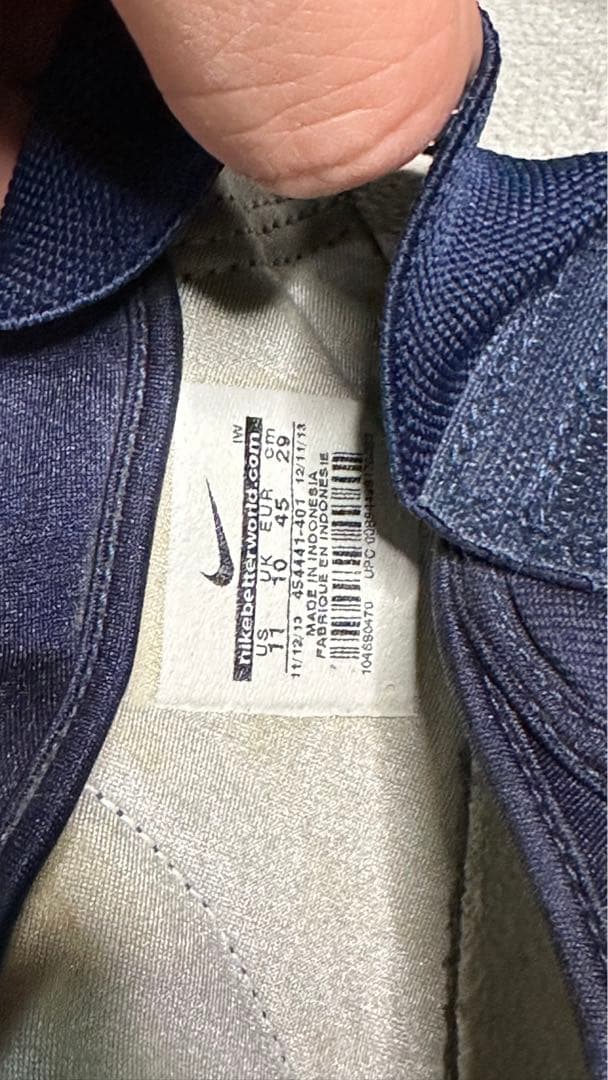 IW
nikebetterworld.com
US UK EUR cm
11 10 45 29
11/12/13 454441-401 12/11/13
MADE IN INDONESIA
FABRIQUE EN INDONESIE
104680470 UPC